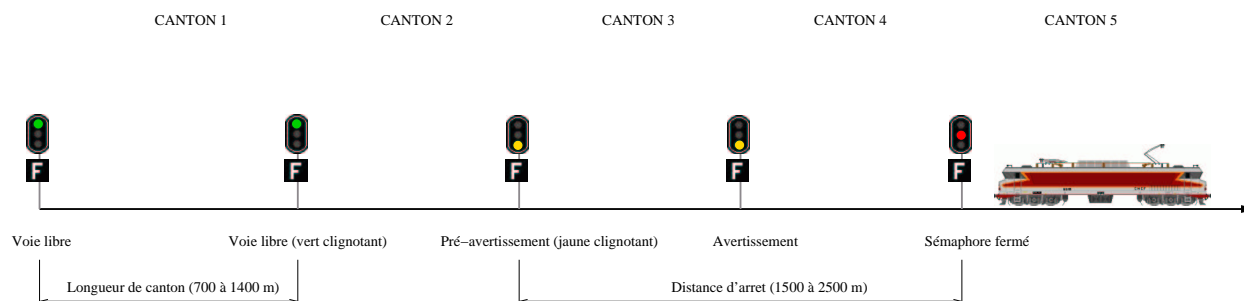 CANTON 1 CANTON 2 CANTON 3 CANTON 4 CANTON 5
F F F F F
Voie libre Voie libre (vert clignotant) Pré−avertissement (jaune clignotant) Avertissement Sémaphore fermé
Longueur de canton (700 à 1400 m) Distance d'arret (1500 à 2500 m)